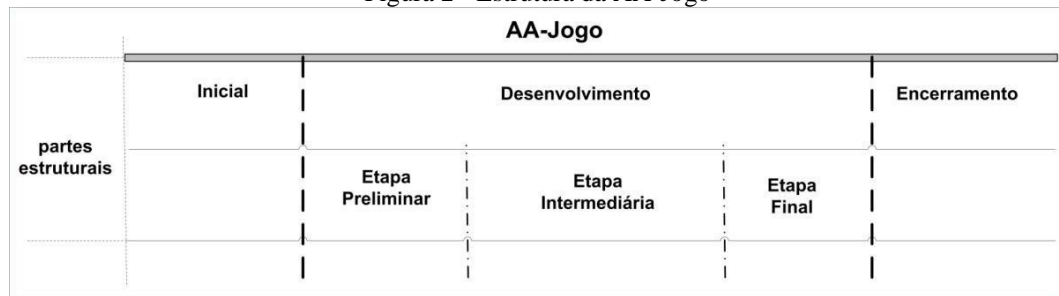 AA-Jogo
Inicial
Desenvolvimento
Encerramento
partes
estruturais
Etapa
Preliminar
Etapa
Intermediária
Etapa
Final